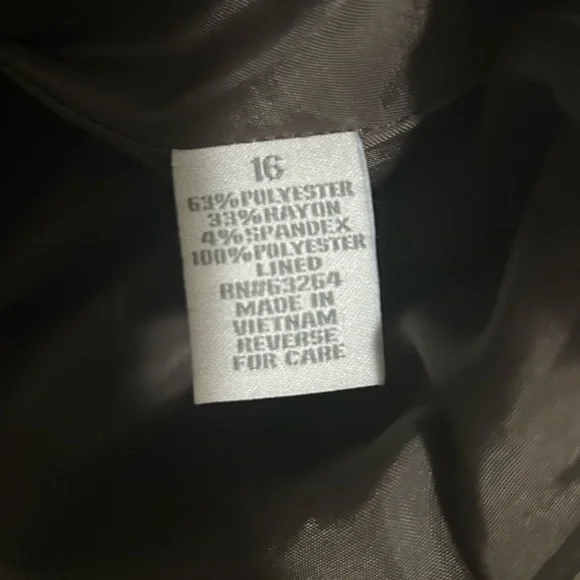 16
63%POLYESTER
33%RAYON
4%SPANDEX
100%POLYESTER
LINED
RN#63264
MADE IN
VIETNAM
REVERSE
FOR CARE